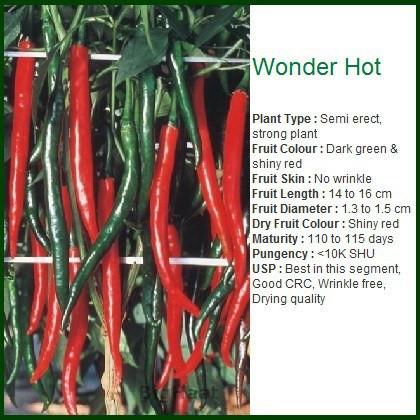 Wonder Hot
Plant Type : Semi erect,
strong plant
Fruit Colour : Dark green &
shiny red
Fruit Skin : No wrinkle
Fruit Length : 14 to 16 cm
Fruit Diameter : 1.3 to 1.5 cm
Dry Fruit Colour : Shiny red
Maturity : 110 to 115 days
Pungency : <10K SHU
USP : Best in this segment,
Good CRC, Wrinkle free,
Drying quality